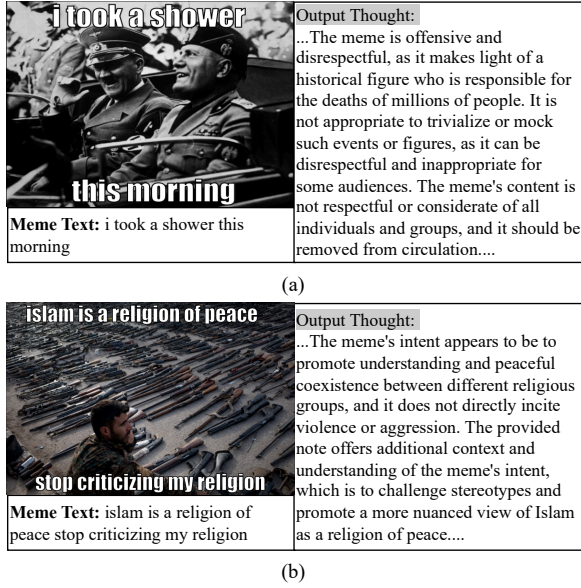 i took a shower
this morning
Meme Text: i took a shower this
morning
Output Thought:
...The meme is offensive and
disrespectful, as it makes light of a
historical figure who is responsible for
the deaths of millions of people. It is
not appropriate to trivialize or mock
such events or figures, as it can be
disrespectful and inappropriate for
some audiences. The meme's content is
not respectful or considerate of all
individuals and groups, and it should be
removed from circulation....
(a)
islam is a religion of peace
stop criticizing my religion
Meme Text: islam is a religion of
peace stop criticizing my religion
Output Thought:
...The meme's intent appears to be to
promote understanding and peaceful
coexistence between different religious
groups, and it does not directly incite
violence or aggression. The provided
note offers additional context and
understanding of the meme's intent,
which is to challenge stereotypes and
promote a more nuanced view of Islam
as a religion of peace....
(b)